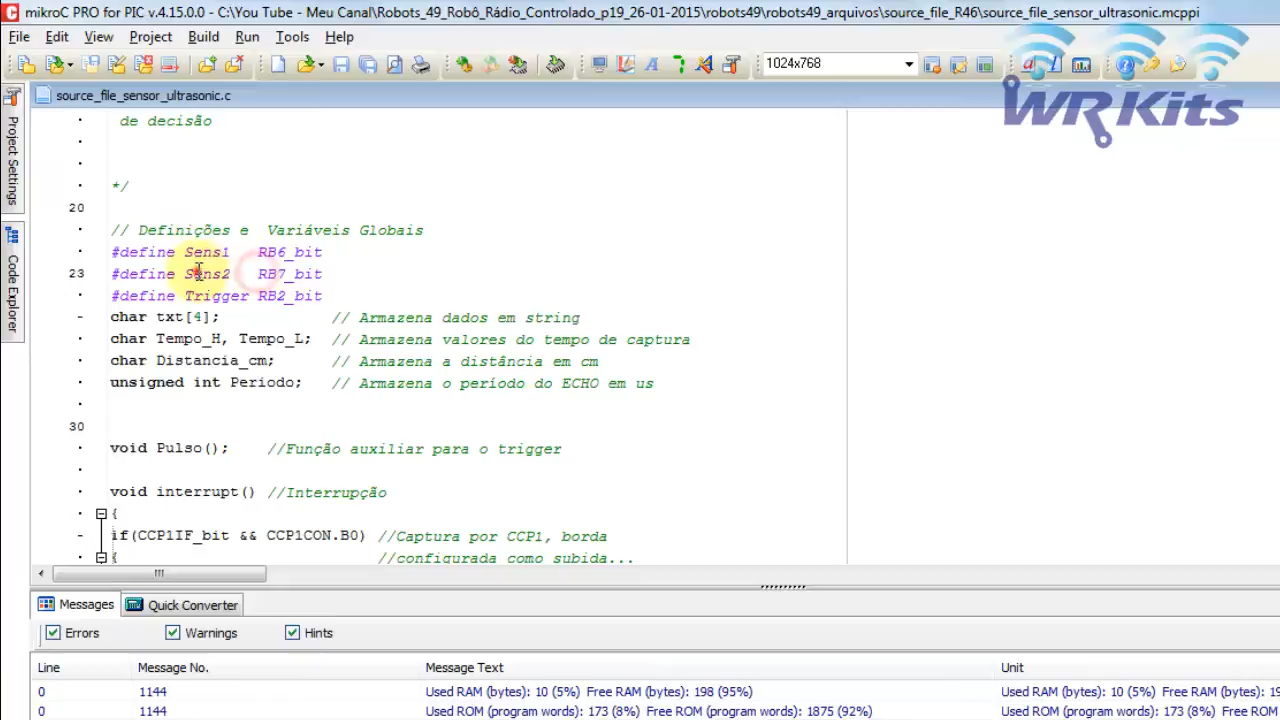 mikroC PRO for PIC v.4.15.0.0 - C:\You Tube - Meu Canal\Robots_49_Robô_Rádio_Controlado_p19_26-01-2015\robots49\robots49_arquivos\source_file_R46\source_file_sensor_ultrasonic.mcppi
File Edit View Project Build Run Tools Help
1024x768
WR Kits
source_file_sensor_ultrasonic.c
Project Settings
Code Explorer
de decisão
*/
20
// Definições e Variáveis Globais
#define Sens1 RB6_bit
23 #define Sens2 RB7_bit
#define Trigger RB2_bit
char txt[4]; // Armazena dados em string
char Tempo_H, Tempo_L; // Armazena valores do tempo de captura
char Distancia_cm; // Armazena a distância em cm
unsigned int Periodo; // Armazena o período do ECHO em us
30
void Pulso(); //Função auxiliar para o trigger
void interrupt() //Interrupção
{
if(CCP1IF_bit && CCP1CON.B0) //Captura por CCP1, borda
{ //configurada como subida...
Messages Quick Converter
Errors Warnings Hints
Line Message No. Message Text Unit
0 1144 Used RAM (bytes): 10 (5%) Free RAM (bytes): 198 (95%) Used RAM (bytes): 10 (5%) Free RAM (bytes): 19
0 1144 Used ROM (program words): 173 (8%) Free ROM (program words): 1875 (92%) Used ROM (program words): 173 (8%) Free ROM